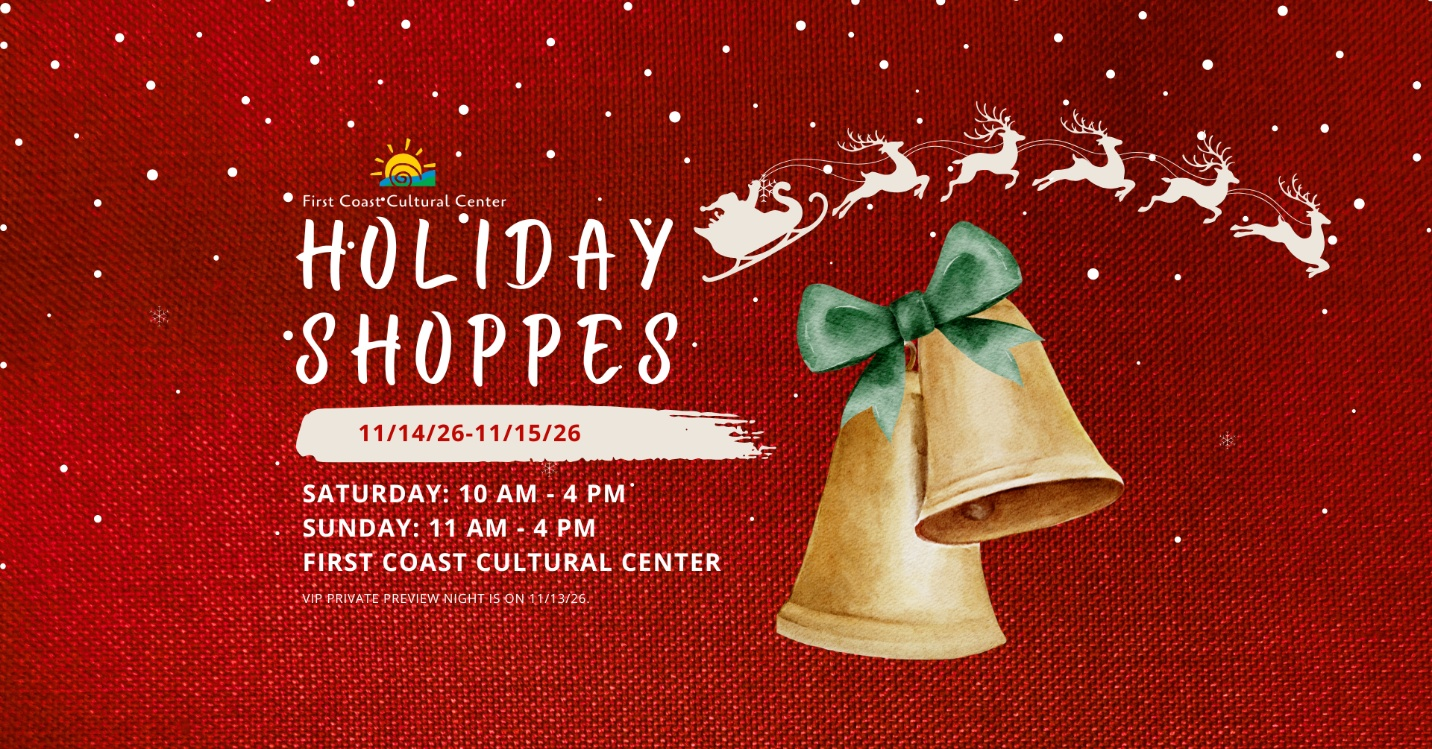 First Coast Cultural Center
HOLIDAY
SHOPPES
11/14/26-11/15/26
SATURDAY: 10 AM - 4 PM
SUNDAY: 11 AM - 4 PM
FIRST COAST CULTURAL CENTER
VIP PRIVATE PREVIEW NIGHT IS ON 11/13/26.